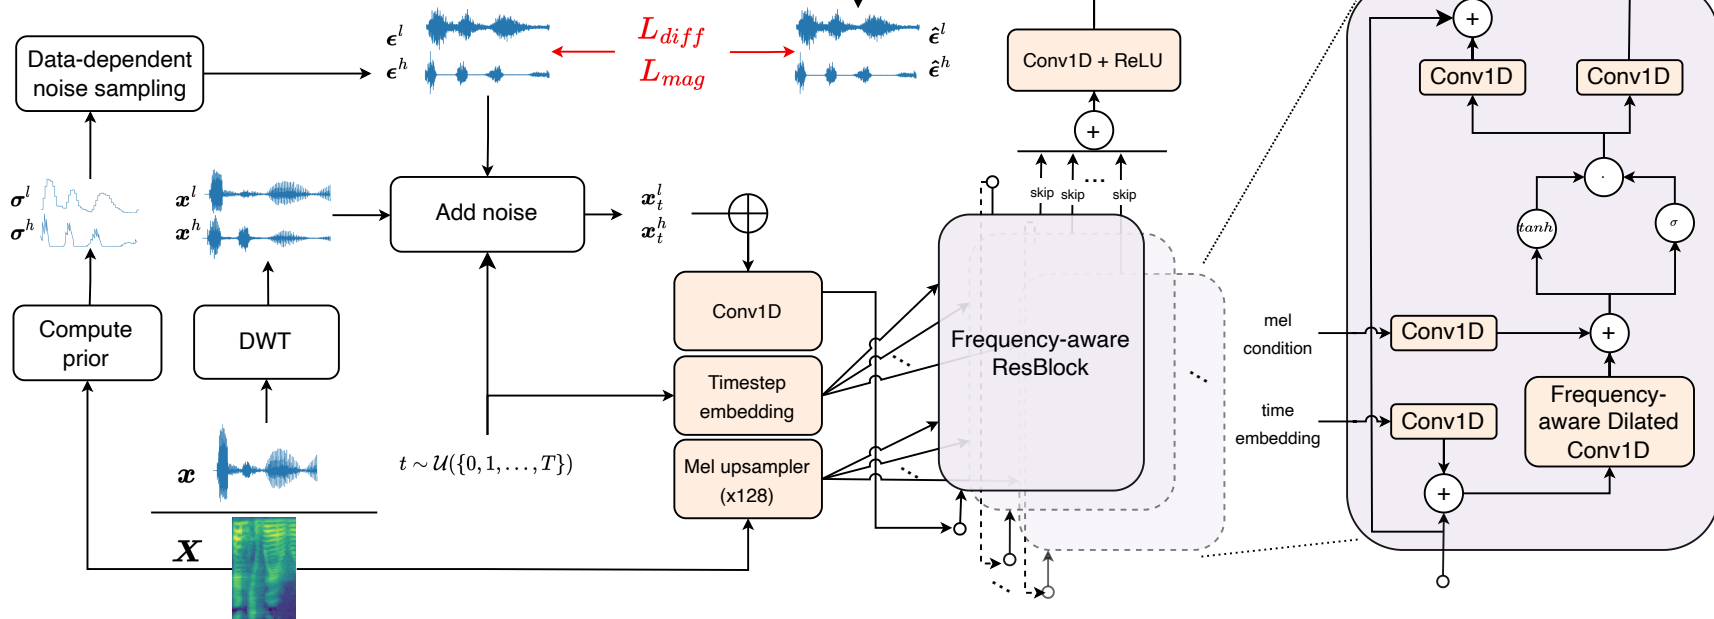 Data-dependent
noise sampling
σ^l
σ^h
Compute
prior
x^l
x^h
DWT
x
X
ϵ^l
ϵ^h
L_diff
L_mag
ϵ̂^l
ϵ̂^h
Add noise
t ∼ U({0, 1, …, T})
x_t^l
x_t^h
Conv1D
Timestep
embedding
Mel upsampler
(x128)
Conv1D + ReLU
+
skip
skip
...
skip
Frequency-aware
ResBlock
+
Conv1D
Conv1D
·
tanh
σ
mel
condition
Conv1D
+
time
embedding
Conv1D
Frequency-
aware Dilated
Conv1D
+